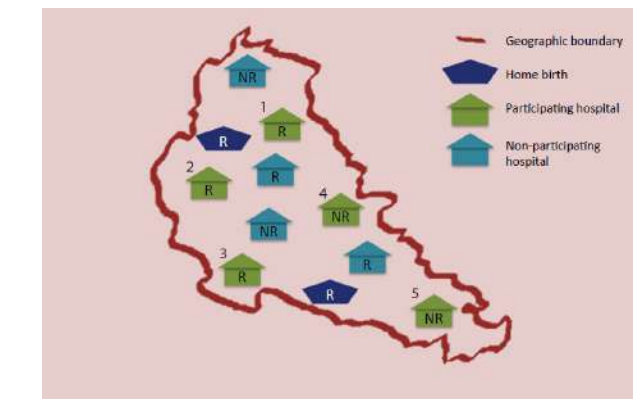 Geographic boundary
Home birth
Participating hospital
Non-participating
hospital
NR
1
R
R
R
2
R
4
NR
NR
R
3
R
R
5
NR